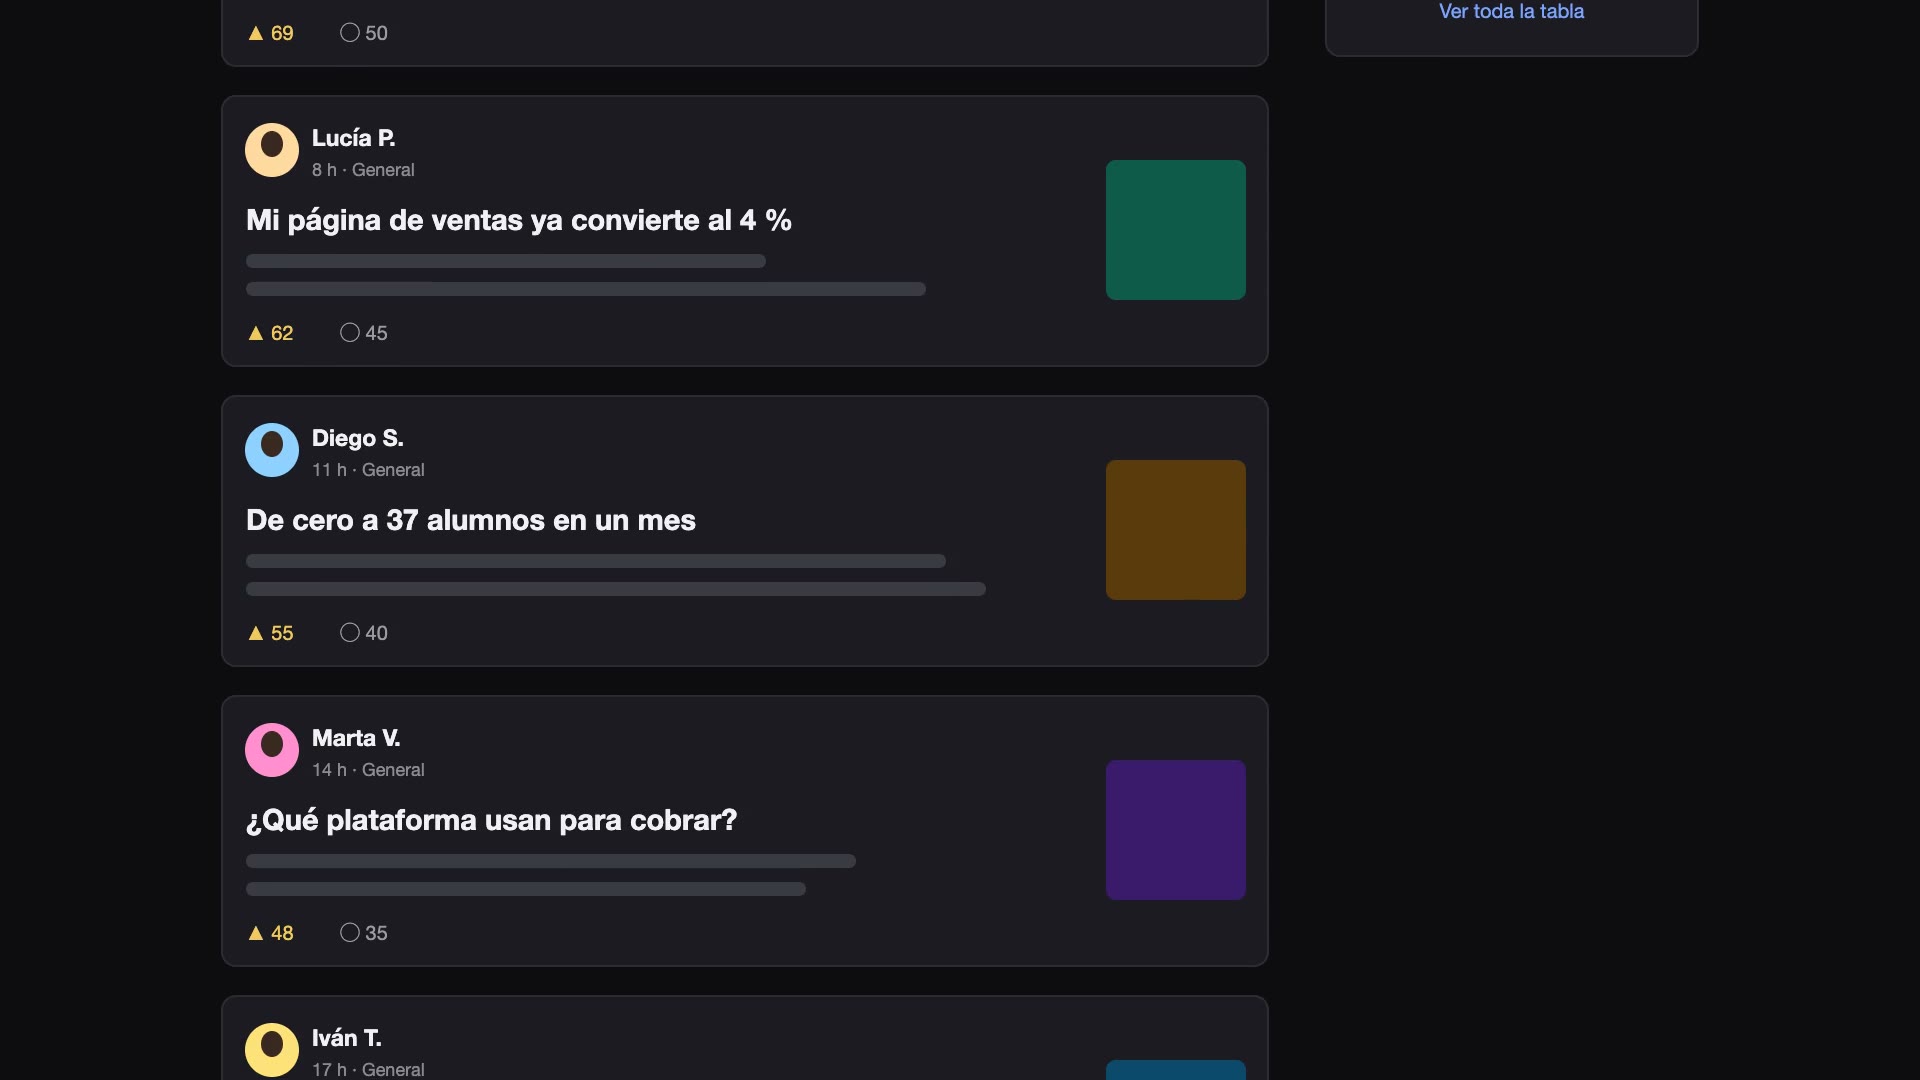 ▲ 69 ◯ 50
Ver toda la tabla
Lucía P.
8 h · General
Mi página de ventas ya convierte al 4 %
▲ 62 ◯ 45
Diego S.
11 h · General
De cero a 37 alumnos en un mes
▲ 55 ◯ 40
Marta V.
14 h · General
¿Qué plataforma usan para cobrar?
▲ 48 ◯ 35
Iván T.
17 h · General